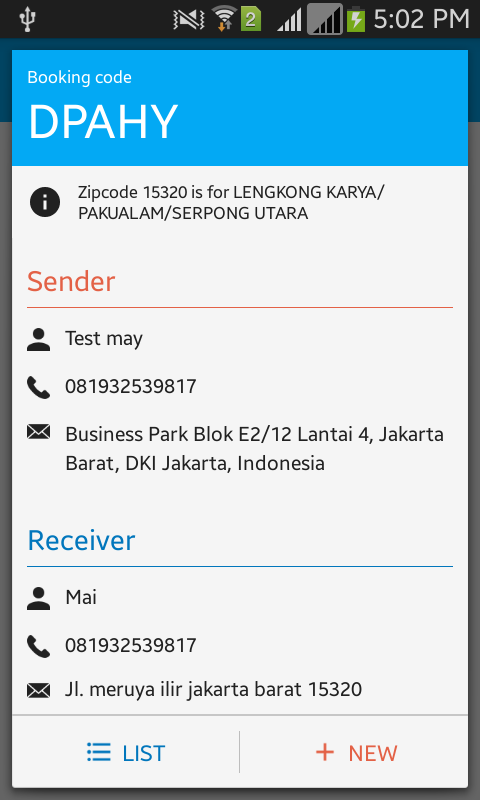 2
5:02 PM
Booking code
DPAHY
Zipcode 15320 is for LENGKONG KARYA/
PAKUALAM/SERPONG UTARA
Sender
Test may
081932539817
Business Park Blok E2/12 Lantai 4, Jakarta
Barat, DKI Jakarta, Indonesia
Receiver
Mai
081932539817
Jl. meruya ilir jakarta barat 15320
LIST
NEW